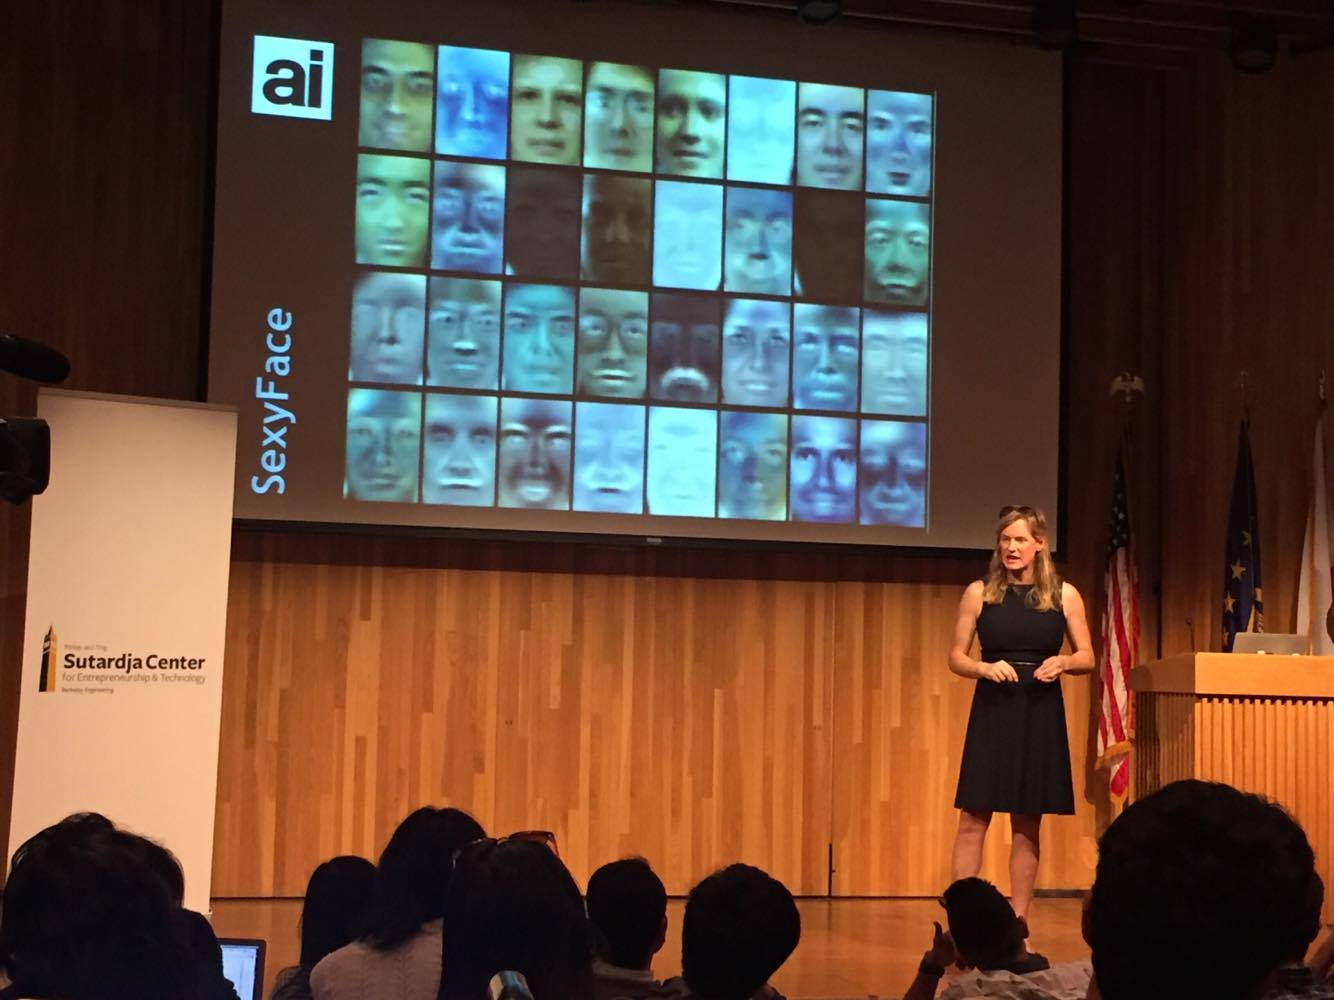 ai
SexyFace
Sutardja Center
for Entrepreneurship & Technology
Berkeley Engineering